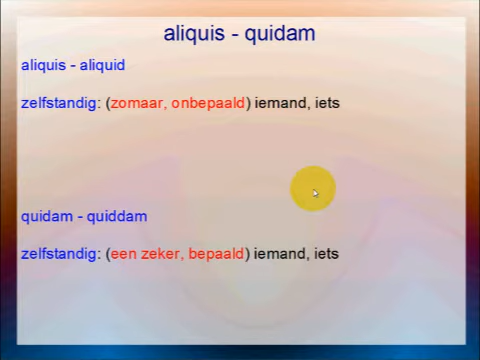 aliquis - quidam
aliquis - aliquid
zelfstandig: (zomaar, onbepaald) iemand, iets
quidam - quiddam
zelfstandig: (een zeker, bepaald) iemand, iets